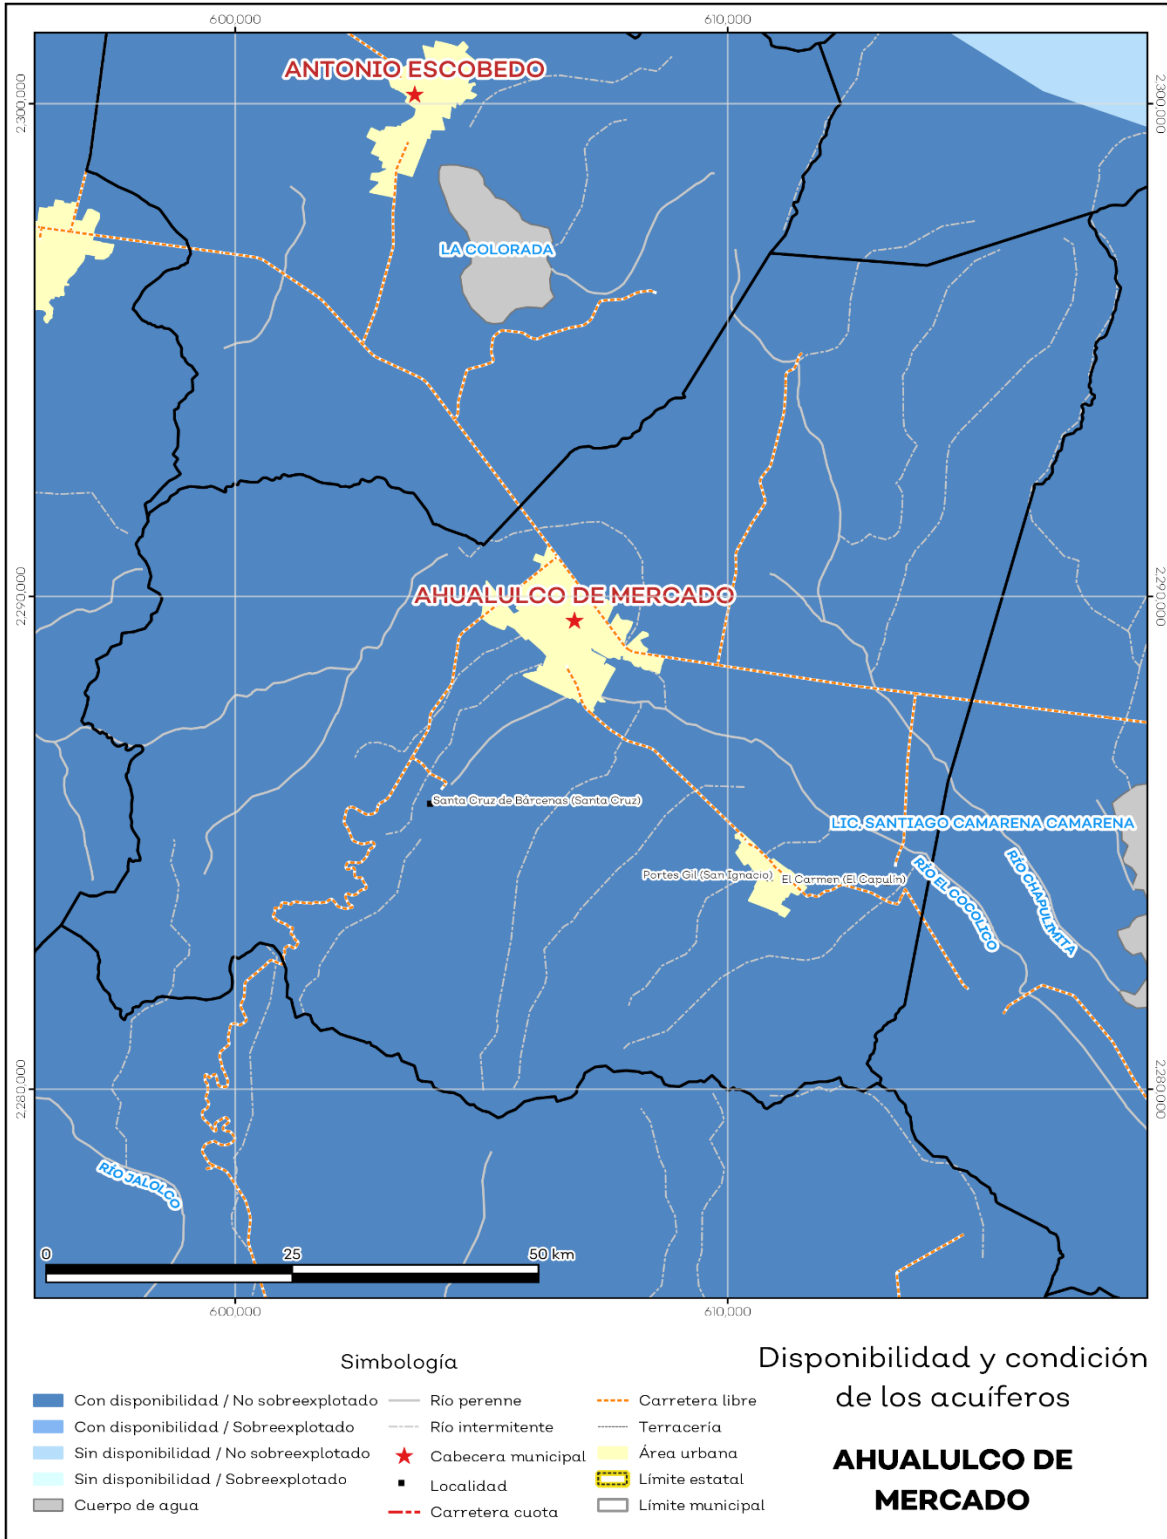 600,000
610,000
2,300,000
2,300,000
ANTONIO ESCOBEDO
LA COLORADA
AHUALULCO DE MERCADO
2,290,000
2,290,000
Santa Cruz de Bárcenas (Santa Cruz)
LIC. SANTIAGO CAMARENA CAMARENA
Portes Gil (San Ignacio)
El Carmen (El Capulín)
RÍO EL COCOLICO
RÍO CHAPULIMITA
2,280,000
2,280,000
RÍO JALOLCO
0
25
50 km
600,000
610,000
Simbología
Con disponibilidad / No sobreexplotado
Con disponibilidad / Sobreexplotado
Sin disponibilidad / No sobreexplotado
Sin disponibilidad / Sobreexplotado
Cuerpo de agua
Río perenne
Río intermitente
Cabecera municipal
Localidad
Carretera cuota
Carretera libre
Terracería
Área urbana
Límite estatal
Límite municipal
Disponibilidad y condición
de los acuíferos
AHUALULCO DE
MERCADO